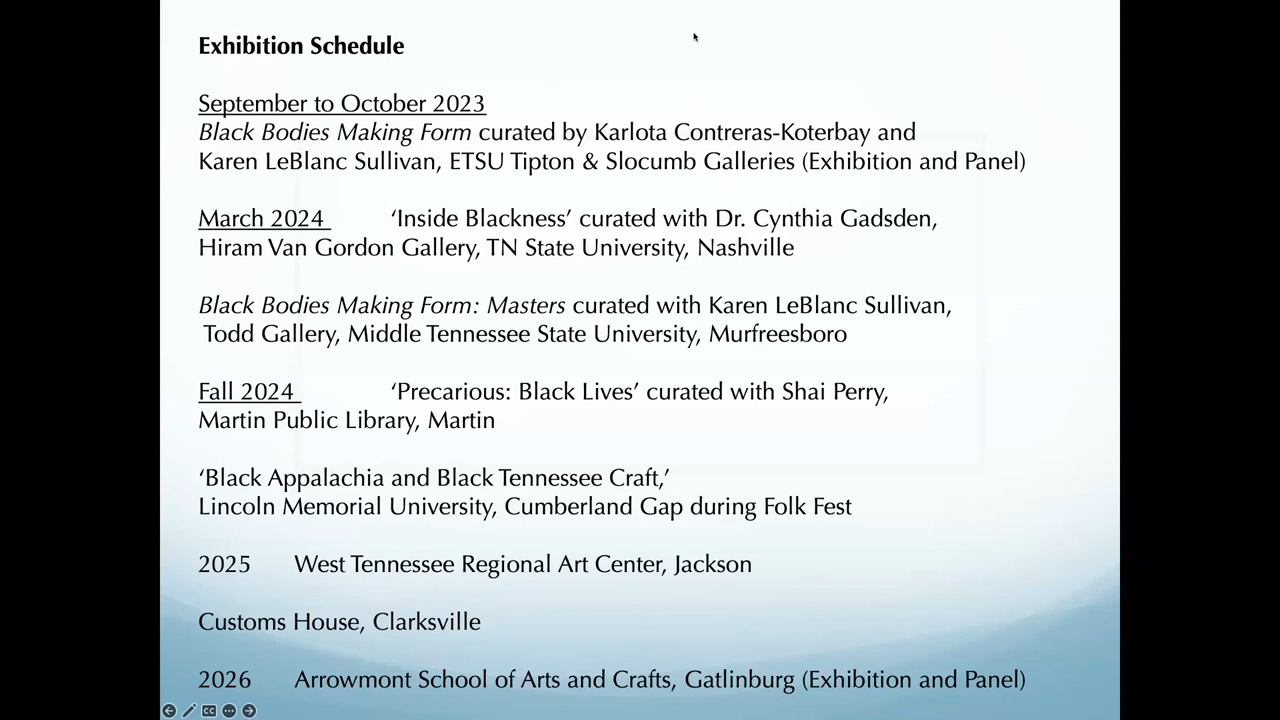 Exhibition Schedule
September to October 2023
Black Bodies Making Form curated by Karlota Contreras-Koterbay and
Karen LeBlanc Sullivan, ETSU Tipton & Slocumb Galleries (Exhibition and Panel)
March 2024 ‘Inside Blackness’ curated with Dr. Cynthia Gadsden,
Hiram Van Gordon Gallery, TN State University, Nashville
Black Bodies Making Form: Masters curated with Karen LeBlanc Sullivan,
Todd Gallery, Middle Tennessee State University, Murfreesboro
Fall 2024 ‘Precarious: Black Lives’ curated with Shai Perry,
Martin Public Library, Martin
‘Black Appalachia and Black Tennessee Craft,’
Lincoln Memorial University, Cumberland Gap during Folk Fest
2025 West Tennessee Regional Art Center, Jackson
Customs House, Clarksville
2026 Arrowmont School of Arts and Crafts, Gatlinburg (Exhibition and Panel)
CC